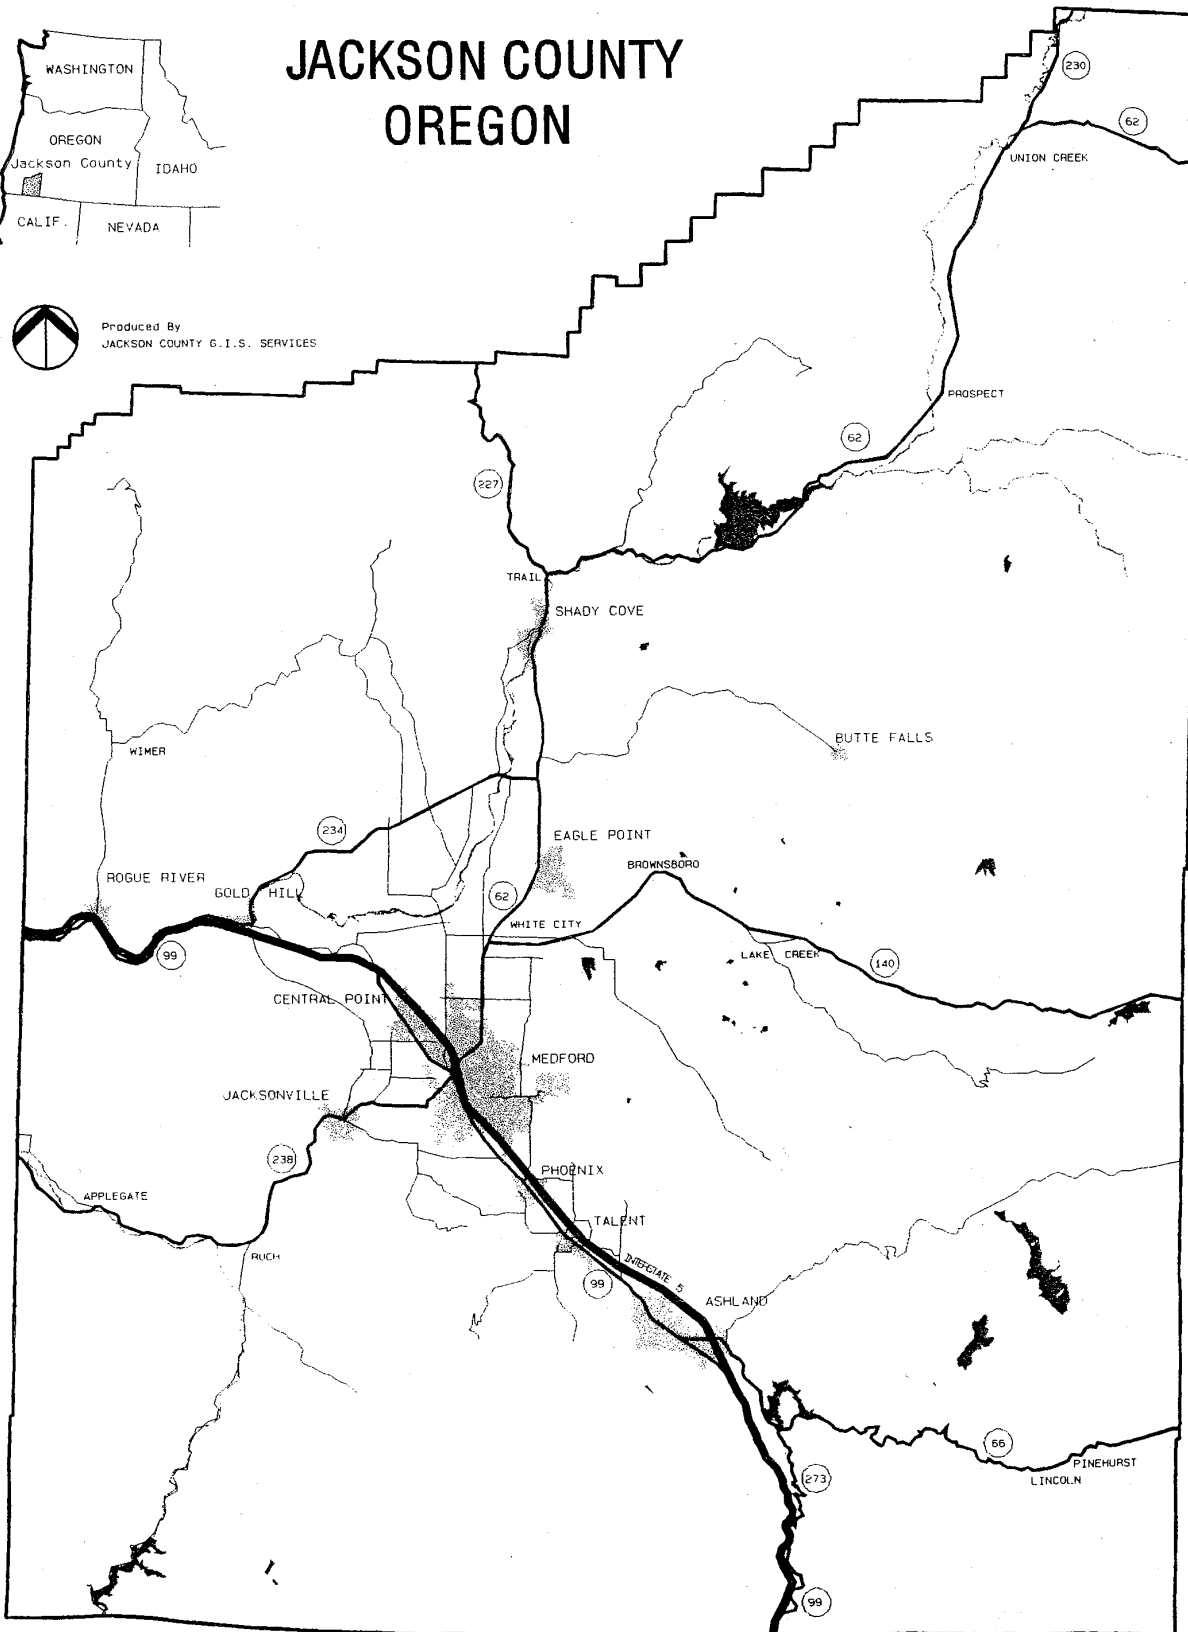 JACKSON COUNTY
OREGON
WASHINGTON
OREGON
Jackson County
IDAHO
CALIF.
NEVADA
Produced By
JACKSON COUNTY G.I.S. SERVICES
230
62
UNION CREEK
PROSPECT
62
227
TRAIL
SHADY COVE
WIMER
BUTTE FALLS
234
EAGLE POINT
BROWNSBORO
ROGUE RIVER
GOLD HILL
62
WHITE CITY
99
LAKE CREEK
140
CENTRAL POINT
MEDFORD
JACKSONVILLE
238
PHOENIX
APPLEGATE
TALENT
RUCH
INTERSTATE 5
99
ASHLAND
66
PINEHURST
LINCOLN
273
99